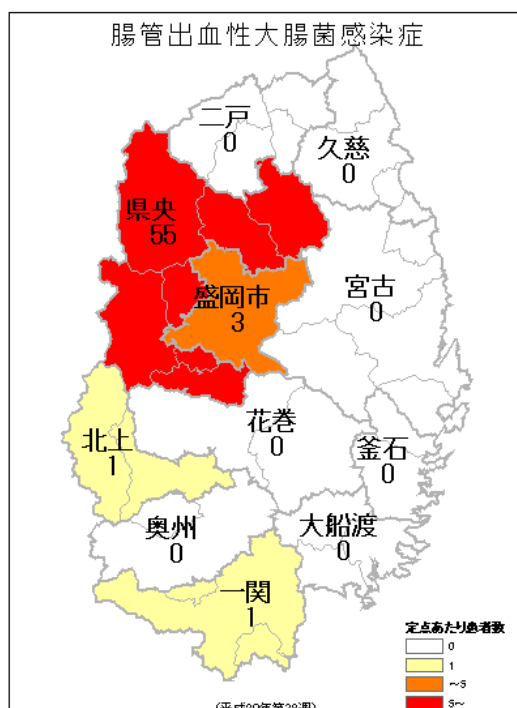 腸管出血性大腸菌感染症
二戸
0
久慈
0
県央
55
盛岡市
3
宮古
0
花巻
0
北上
1
釜石
0
奥州
0
大船渡
0
一関
1
定点あたり患者数
0
1
～5
5～